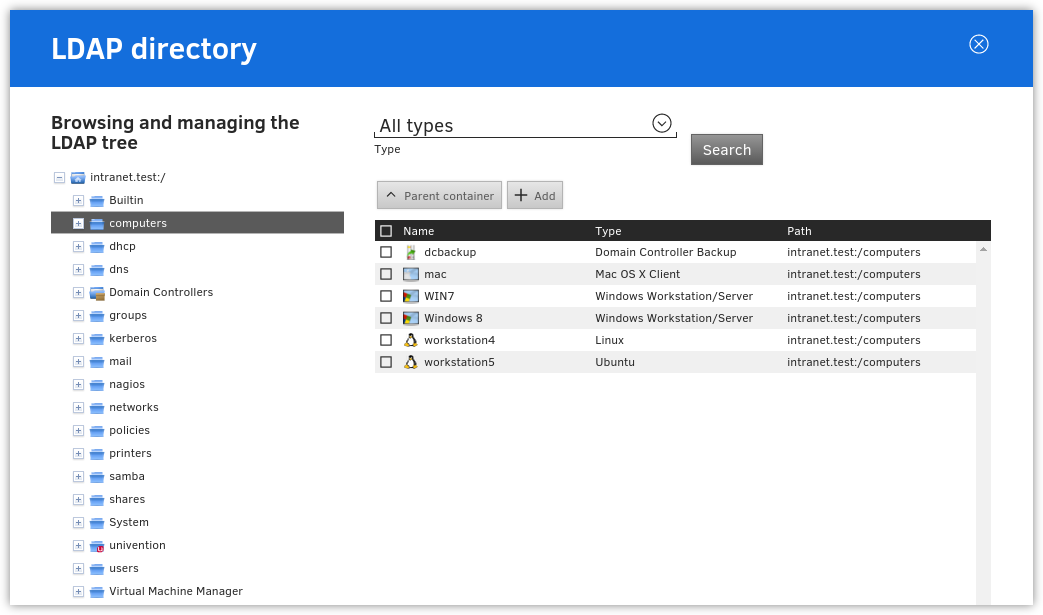 LDAP directory
Browsing and managing the
LDAP tree
intranet.test:/
Builtin
computers
dhcp
dns
Domain Controllers
groups
kerberos
mail
nagios
networks
policies
printers
samba
shares
System
univention
users
Virtual Machine Manager
All types
Type
Search
Parent container
Add
Name Type Path
dcbackup Domain Controller Backup intranet.test:/computers
mac Mac OS X Client intranet.test:/computers
WIN7 Windows Workstation/Server intranet.test:/computers
Windows 8 Windows Workstation/Server intranet.test:/computers
workstation4 Linux intranet.test:/computers
workstation5 Ubuntu intranet.test:/computers